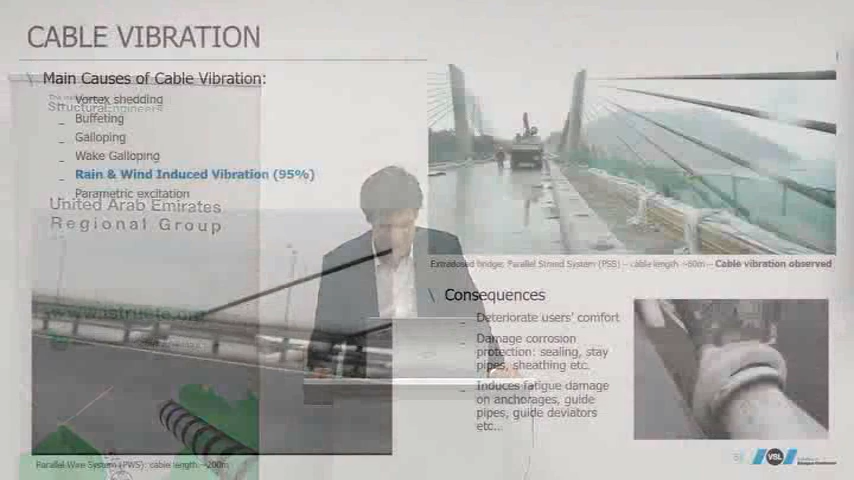 CABLE VIBRATION
\ Main Causes of Cable Vibration:
Structural Engineers
_ Vortex shedding
_ Buffeting
_ Galloping
_ Wake Galloping
_ Rain & Wind Induced Vibration (95%)
_ Parametric excitation
United Arab Emirates
Regional Group
www.istructe.org
Parallel Wire System (PWS): cable length ~200m
Extradosed bridge, Parallel Strand System (PSS) – cable length ~60m – Cable vibration observed
\ Consequences
_ Deteriorate users' comfort
_ Damage corrosion
protection: sealing, stay
pipes, sheathing etc.
_ Induces fatigue damage
on anchorages, guide
pipes, guide deviators
etc...
VSL